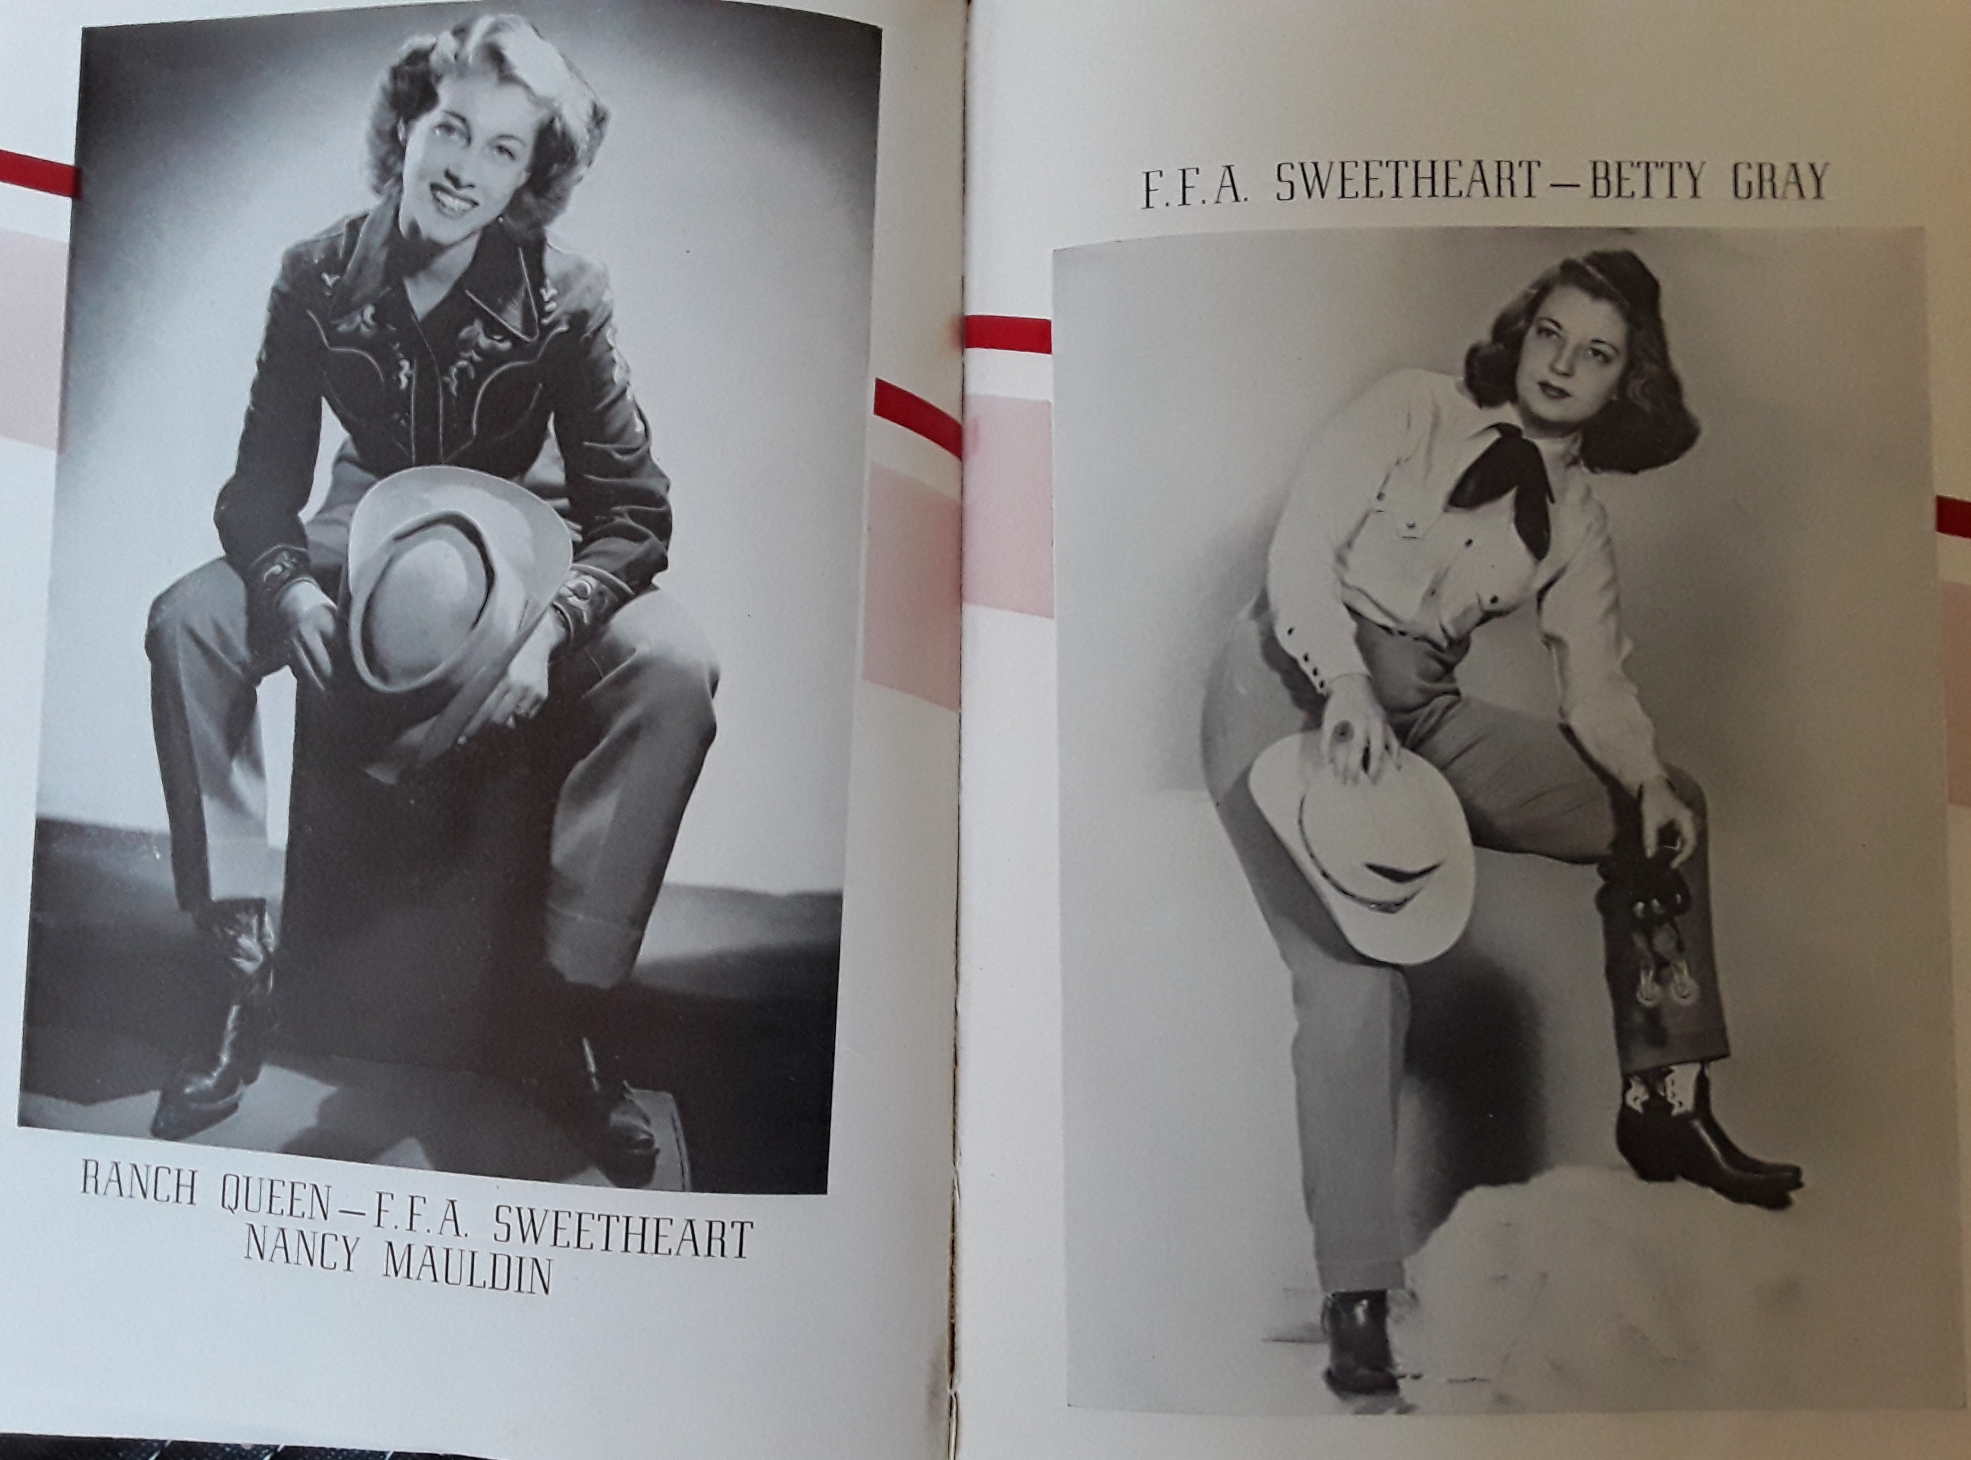 RANCH QUEEN—F.F.A. SWEETHEART
NANCY MAULDIN
F.F.A. SWEETHEART—BETTY GRAY